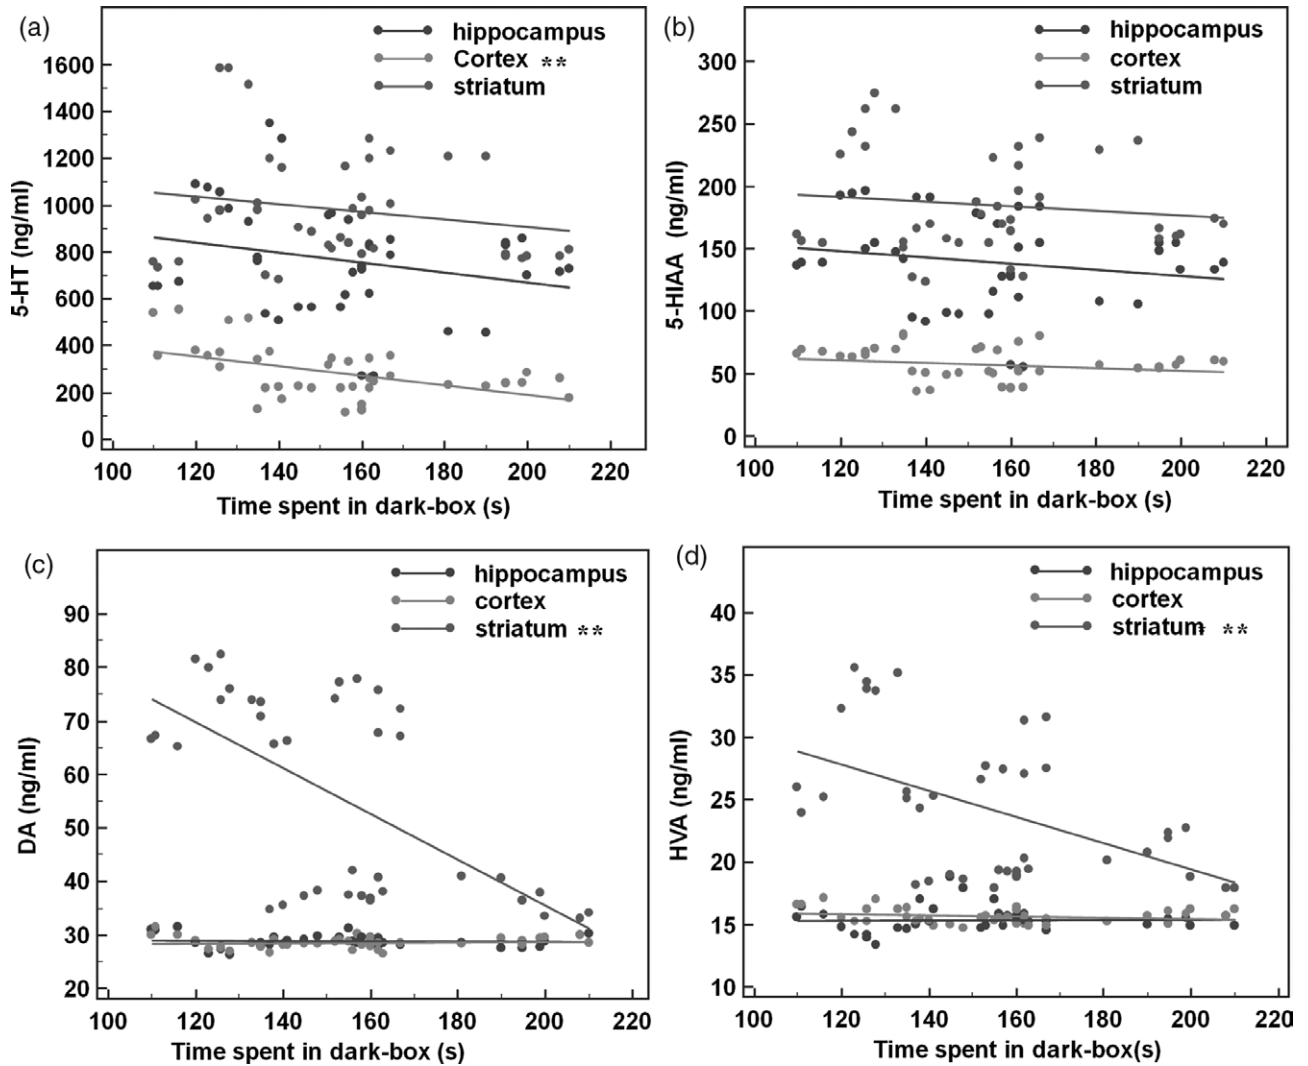 (a)
hippocampus
Cortex **
striatum
5-HT (ng/ml)
1600
1400
1200
1000
800
600
400
200
0
100 120 140 160 180 200 220
Time spent in dark-box (s)
(b)
hippocampus
cortex
striatum
5-HIAA (ng/ml)
300
250
200
150
100
50
0
100 120 140 160 180 200 220
Time spent in dark-box (s)
(c)
hippocampus
cortex
striatum **
DA (ng/ml)
90
80
70
60
50
40
30
20
100 120 140 160 180 200 220
Time spent in dark-box (s)
(d)
hippocampus
cortex
striatum * **
HVA (ng/ml)
40
35
30
25
20
15
10
100 120 140 160 180 200 220
Time spent in dark-box(s)